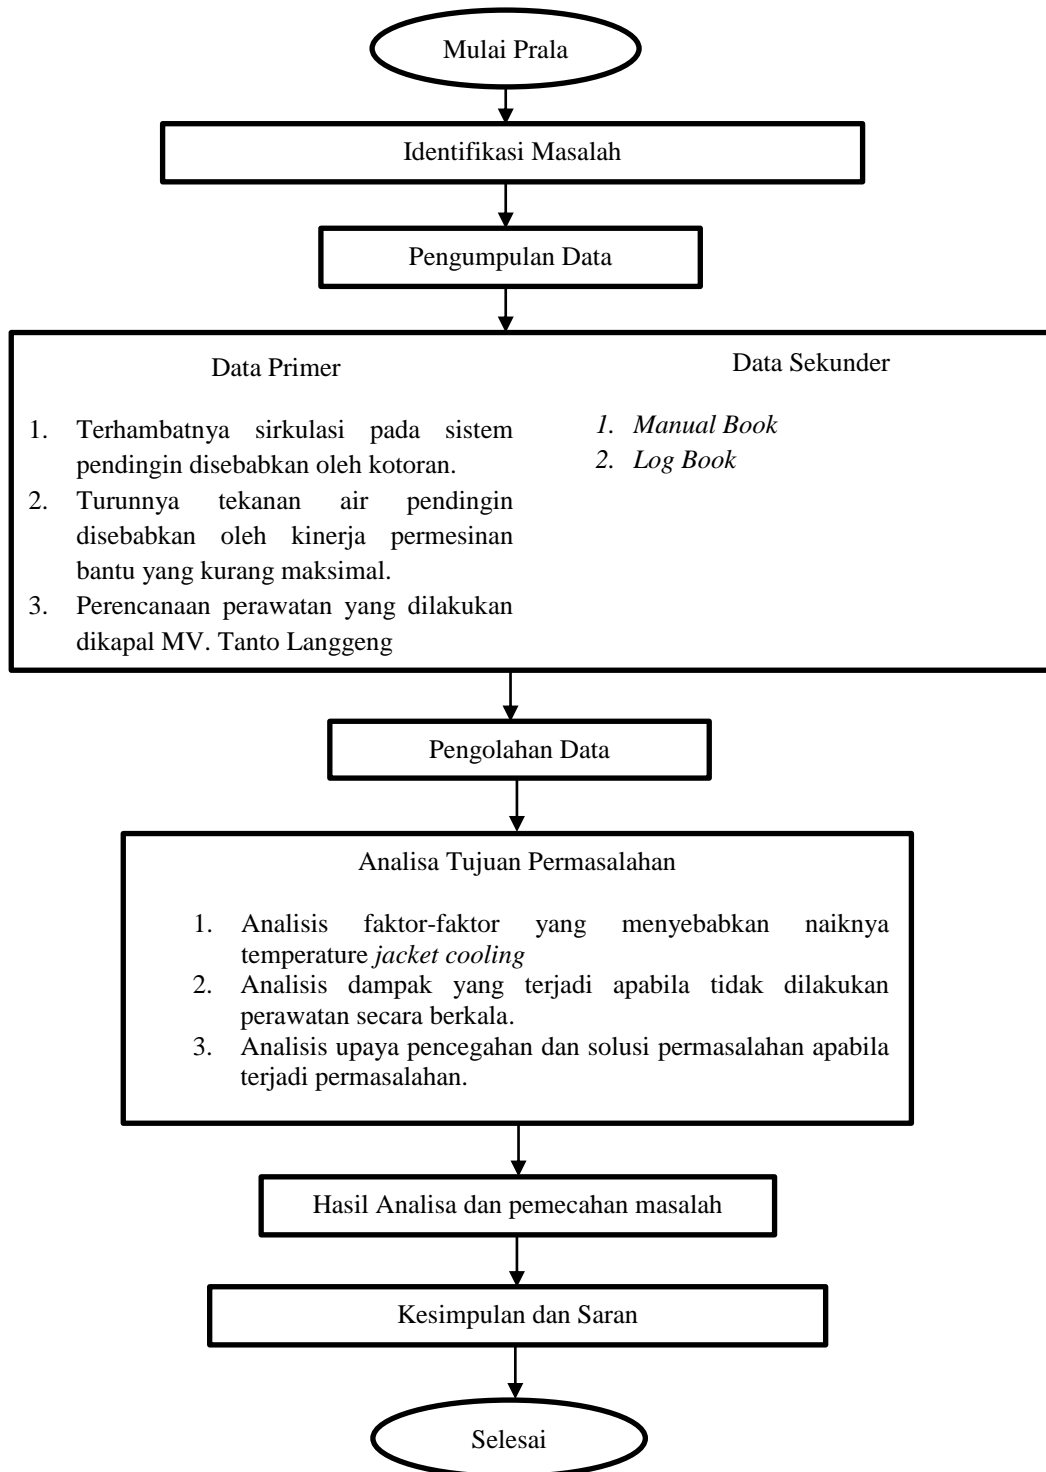 Mulai Prala
Identifikasi Masalah
Pengumpulan Data
Data Primer
1. Terhambatnya sirkulasi pada sistem
pendingin disebabkan oleh kotoran.
2. Turunnya tekanan air pendingin
disebabkan oleh kinerja permesinan
bantu yang kurang maksimal.
3. Perencanaan perawatan yang dilakukan
dikapal MV. Tanto Langgeng
Data Sekunder
1. Manual Book
2. Log Book
Pengolahan Data
Analisa Tujuan Permasalahan
1. Analisis faktor-faktor yang menyebabkan naiknya
temperature jacket cooling
2. Analisis dampak yang terjadi apabila tidak dilakukan
perawatan secara berkala.
3. Analisis upaya pencegahan dan solusi permasalahan apabila
terjadi permasalahan.
Hasil Analisa dan pemecahan masalah
Kesimpulan dan Saran
Selesai